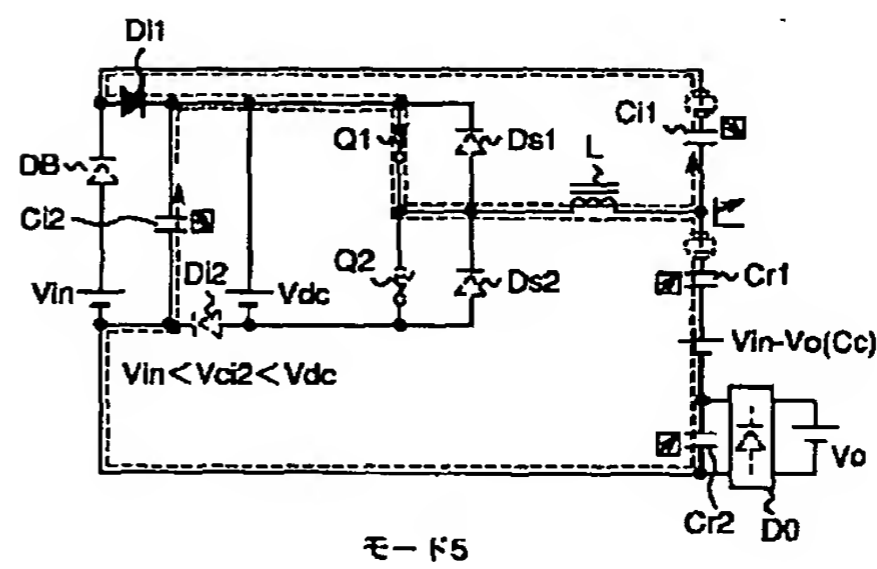 Di1
Ci1
Q1
Ds1
L
DB
Ci2
Di2
Q2
Ds2
Cr1
Vin
Vdc
Vin-Vo(Cc)
Vin<Vci2<Vdc
Vo
Cr2
D0
モード5